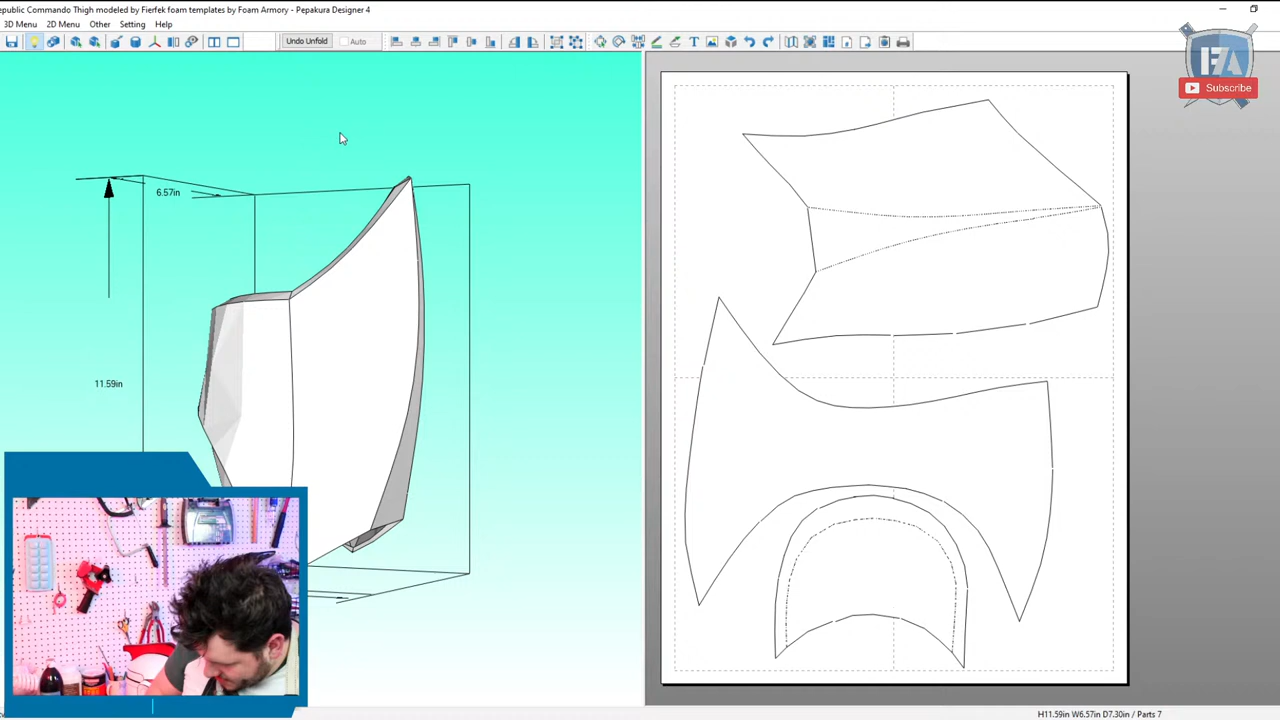 epublic Commando Thigh modeled by Fierfek foam templates by Foam Armory - Pepakura Designer 4
3D Menu 2D Menu Other Setting Help
Undo Unfold Auto
FA
Subscribe
6.57in
11.59in
H11.59in W6.57in D7.30in / Parts 7